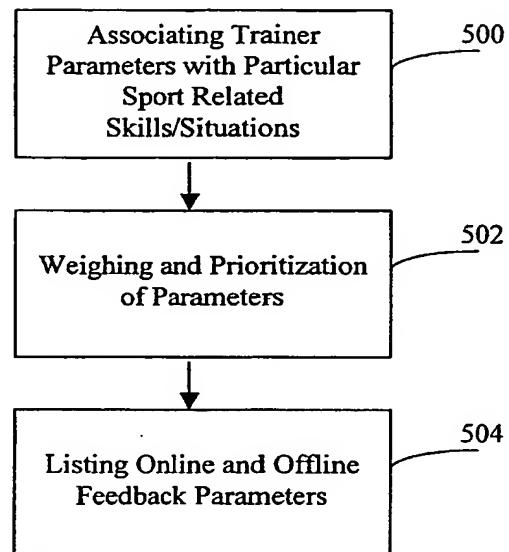 Associating Trainer
Parameters with Particular
Sport Related
Skills/Situations
500
Weighing and Prioritization
of Parameters
502
Listing Online and Offline
Feedback Parameters
504